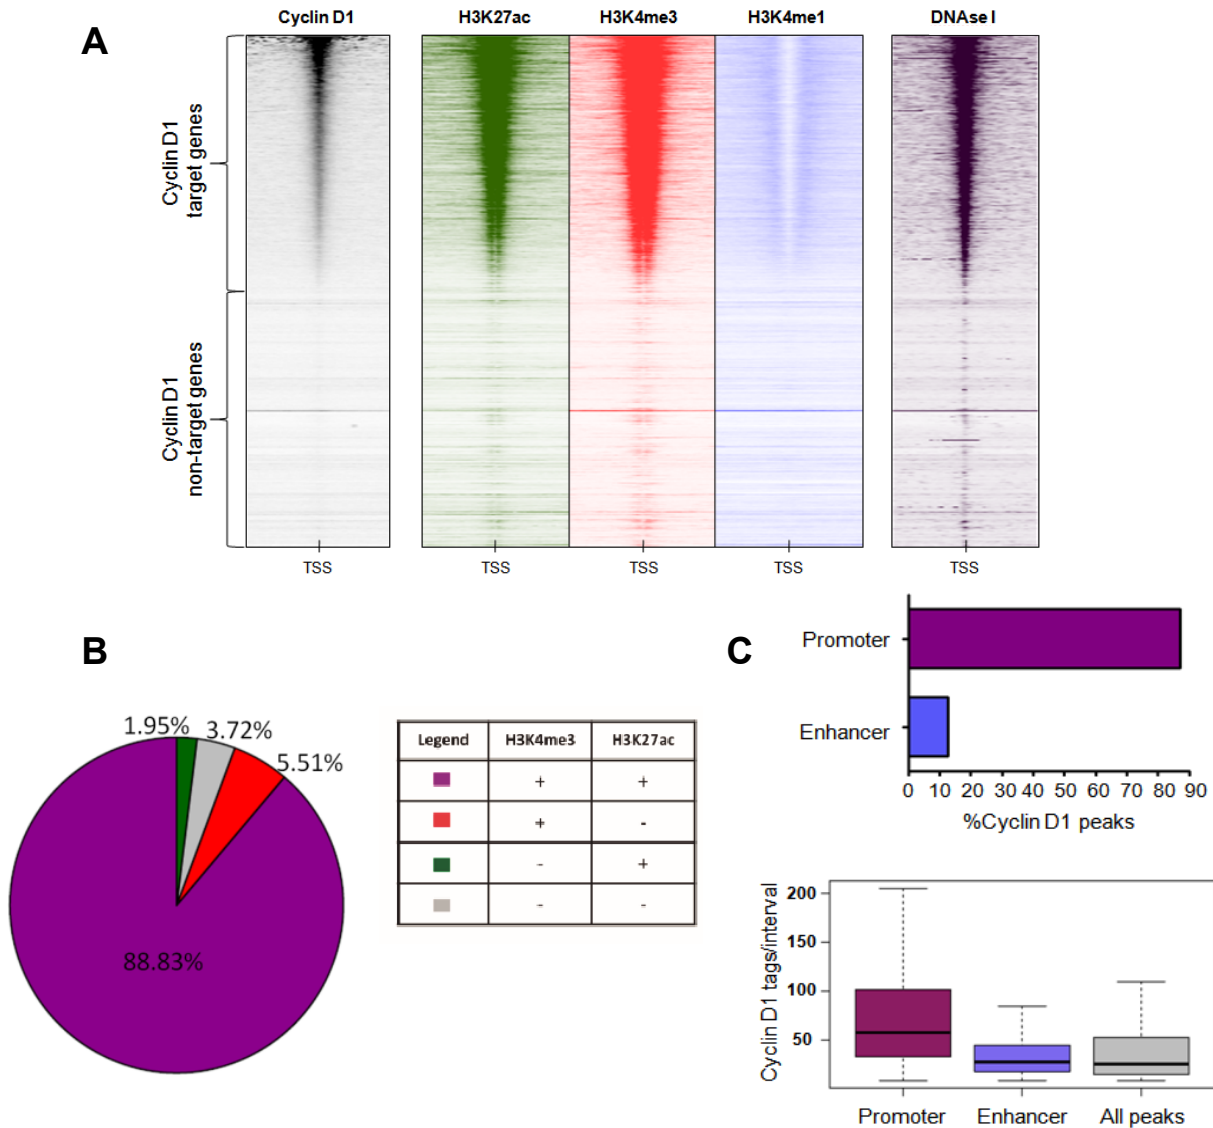 A
Cyclin D1
H3K27ac
H3K4me3
H3K4me1
DNAse I
Cyclin D1
target genes
Cyclin D1
non-target genes
TSS
TSS
TSS
TSS
TSS
B
1.95%
3.72%
5.51%
88.83%
Legend H3K4me3 H3K27ac
+ +
+ -
- +
- -
C
Promoter
Enhancer
0 10 20 30 40 50 60 70 80 90
%Cyclin D1 peaks
Cyclin D1 tags/interval
200
150
100
50
Promoter Enhancer All peaks